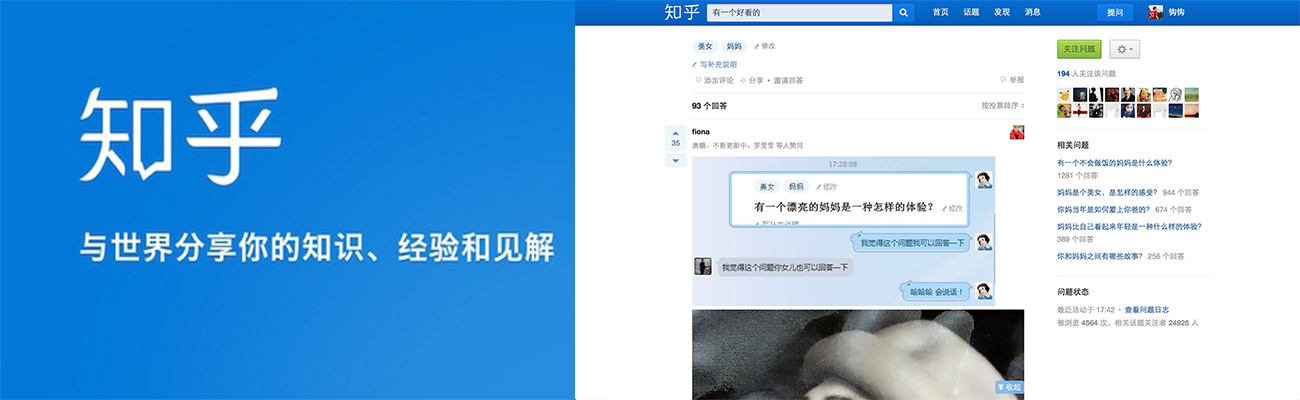 知乎
与世界分享你的知识、经验和见解
知乎 有一个好看的 首页 话题 发现 消息 提问 钩钩
美女 妈妈 修改
写补充说明
添加评论 分享 • 邀请回答 举报
93 个回答 按投票排序
35
fiona
唐糖、不断更新中、罗莹莹 等人赞同
17:28:08
美女 妈妈 修改
有一个漂亮的妈妈是一种怎样的体验? 修改
写补充说明
我觉得这个问题我可以回答一下
我觉得这个问题你女儿也可以回答一下
哈哈哈 会说话!
收起
关注问题
194 人关注该问题
相关问题
有一个不会做饭的妈妈是什么体验?
1281 个回答
妈妈是个美女,是怎样的感受? 944 个回答
你妈当年是如何爱上你爸的? 674 个回答
妈妈比自己看起来年轻是一种什么样的体验?
389 个回答
你和妈妈之间有哪些故事? 256 个回答
问题状态
最近活动于 17:42 • 查看问题日志
被浏览 4564 次,相关话题关注者 24925 人